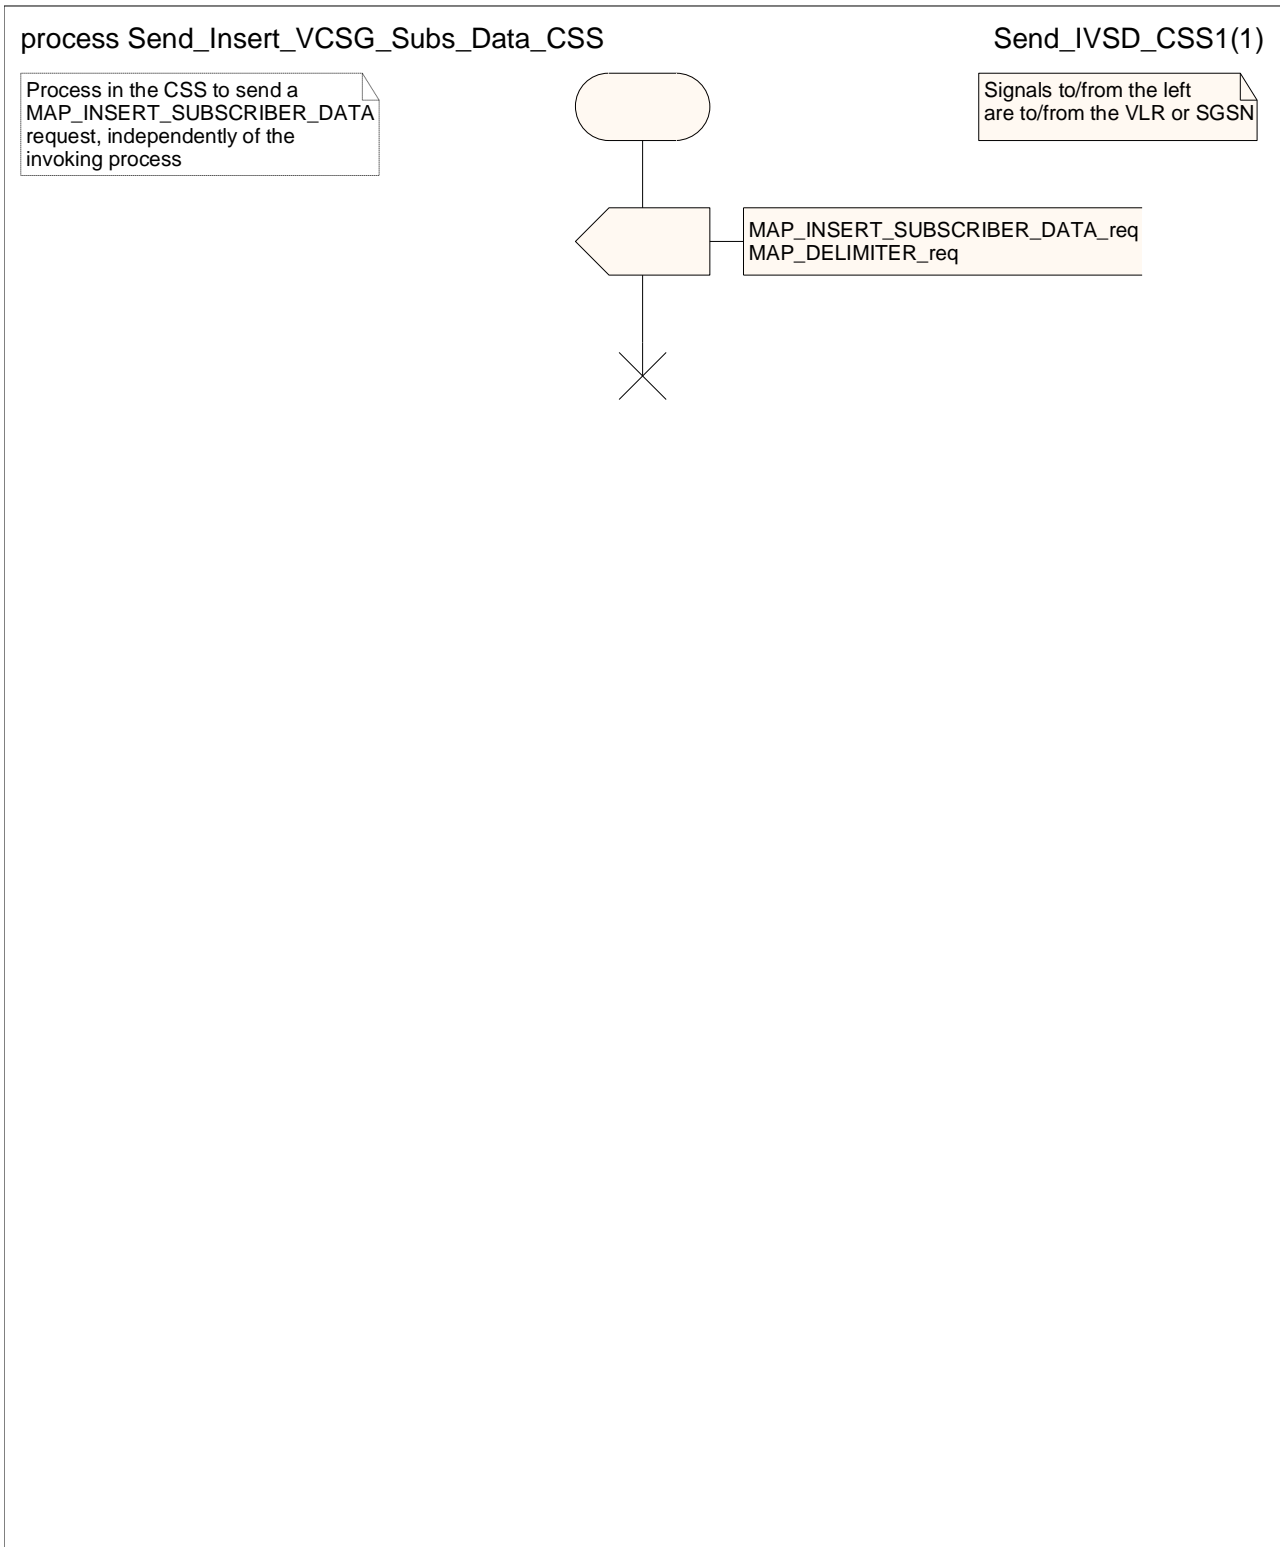 process Send_Insert_VCSG_Subs_Data_CSS
Send_IVSD_CSS1(1)
Process in the CSS to send a
MAP_INSERT_SUBSCRIBER_DATA
request, independently of the
invoking process
Signals to/from the left
are to/from the VLR or SGSN
MAP_INSERT_SUBSCRIBER_DATA_req
MAP_DELIMITER_req